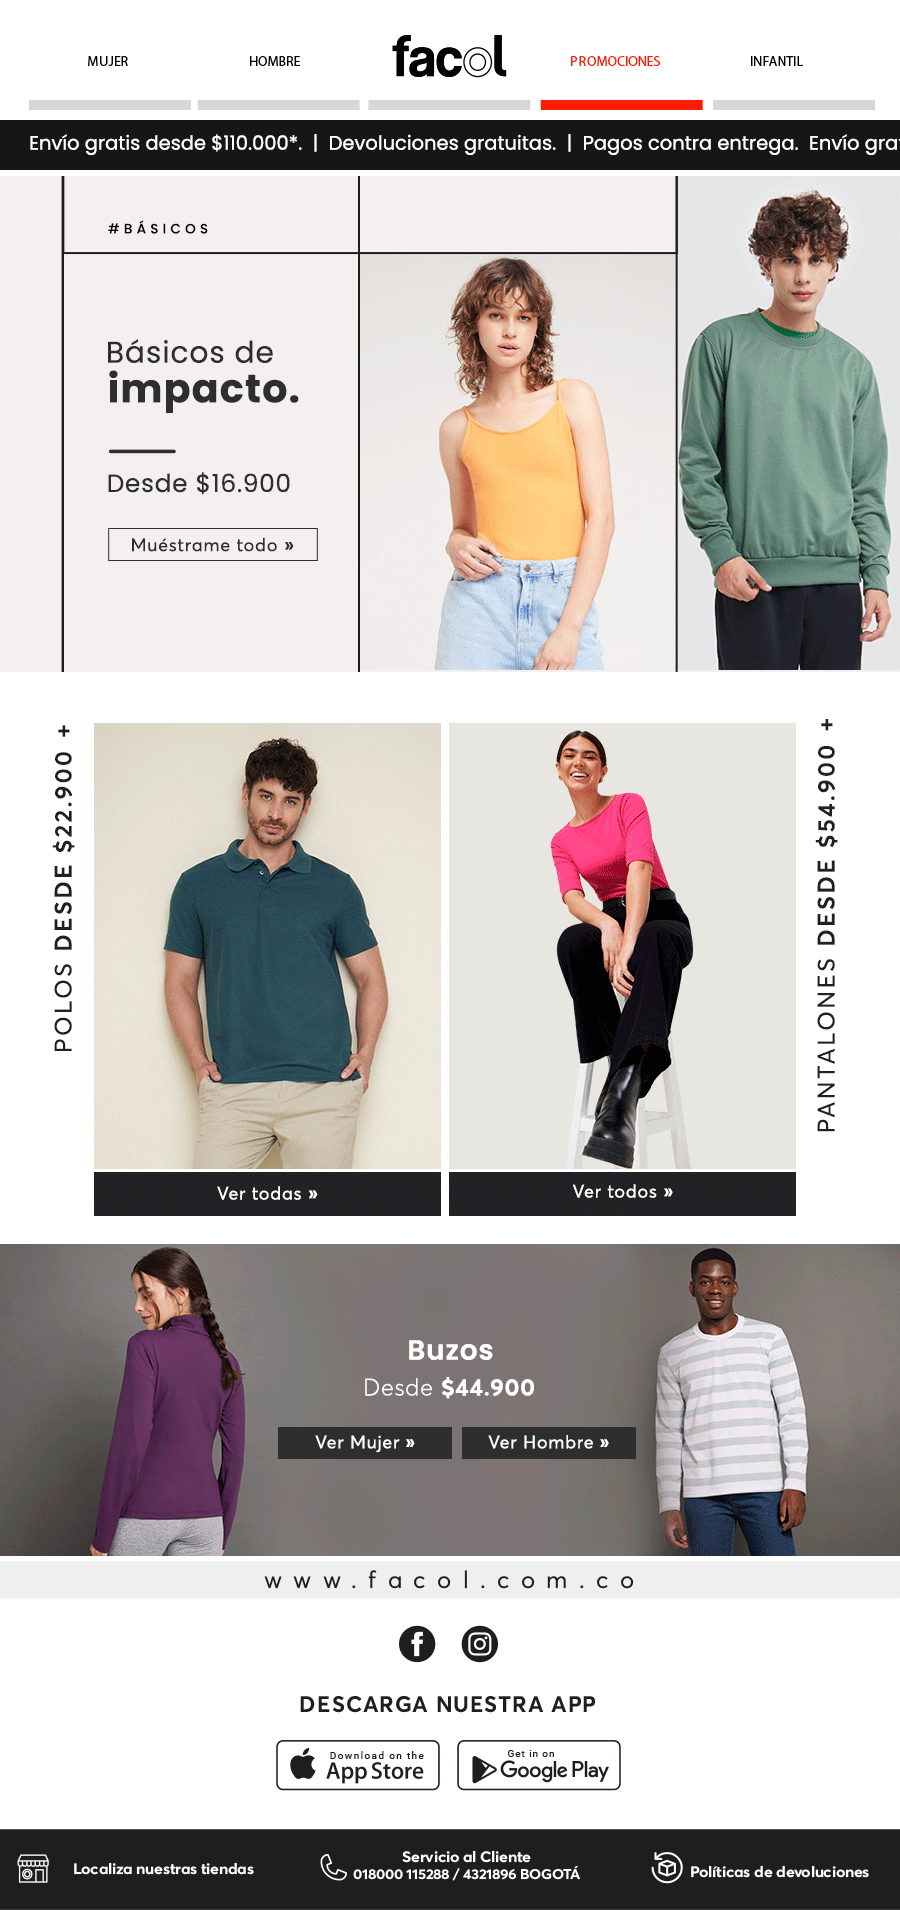 MUJER
HOMBRE
facol
PROMOCIONES
INFANTIL
Envío gratis desde $110.000*. | Devoluciones gratuitas. | Pagos contra entrega. Envío gra
#BÁSICOS
Básicos de
impacto.
Desde $16.900
Muéstrame todo »
POLOS DESDE $22.900 +
PANTALONES DESDE $54.900 +
Ver todas »
Ver todos »
Buzos
Desde $44.900
Ver Mujer »
Ver Hombre »
www.facol.com.co
DESCARGA NUESTRA APP
Download on the
App Store
Get in on
Google Play
Localiza nuestras tiendas
Servicio al Cliente
018000 115288 / 4321896 BOGOTÁ
Políticas de devoluciones